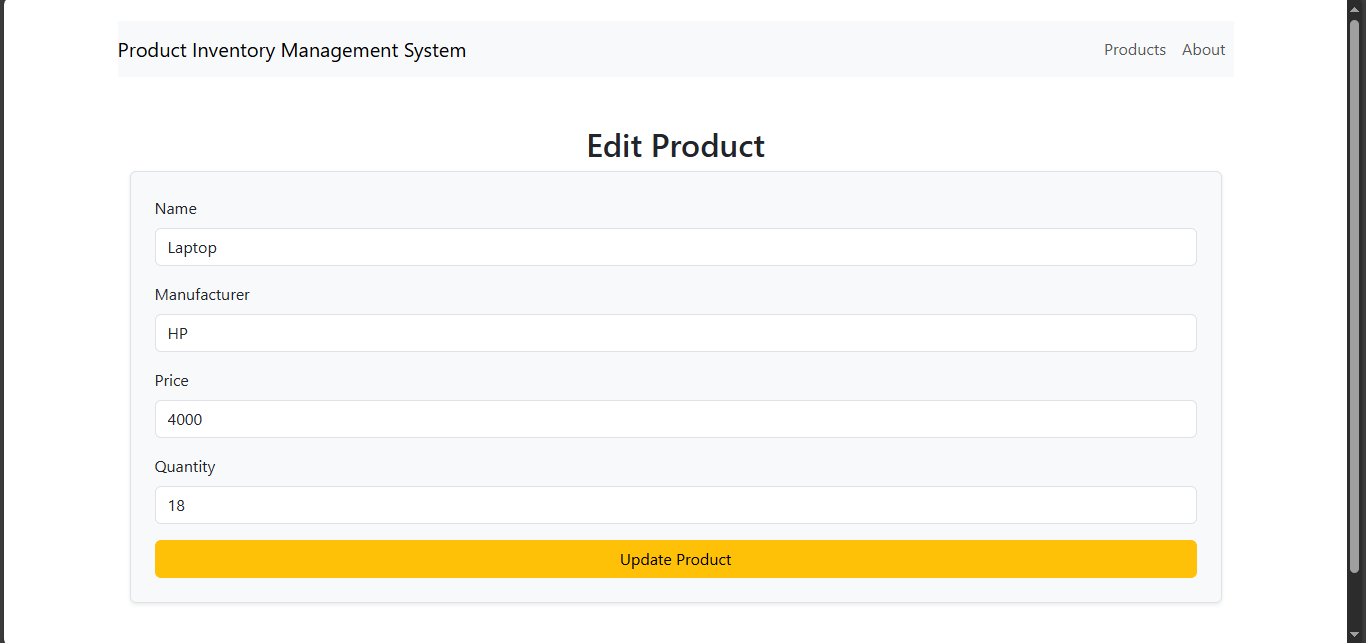 Product Inventory Management System
Products About
Edit Product
Name
Laptop
Manufacturer
HP
Price
4000
Quantity
18
Update Product